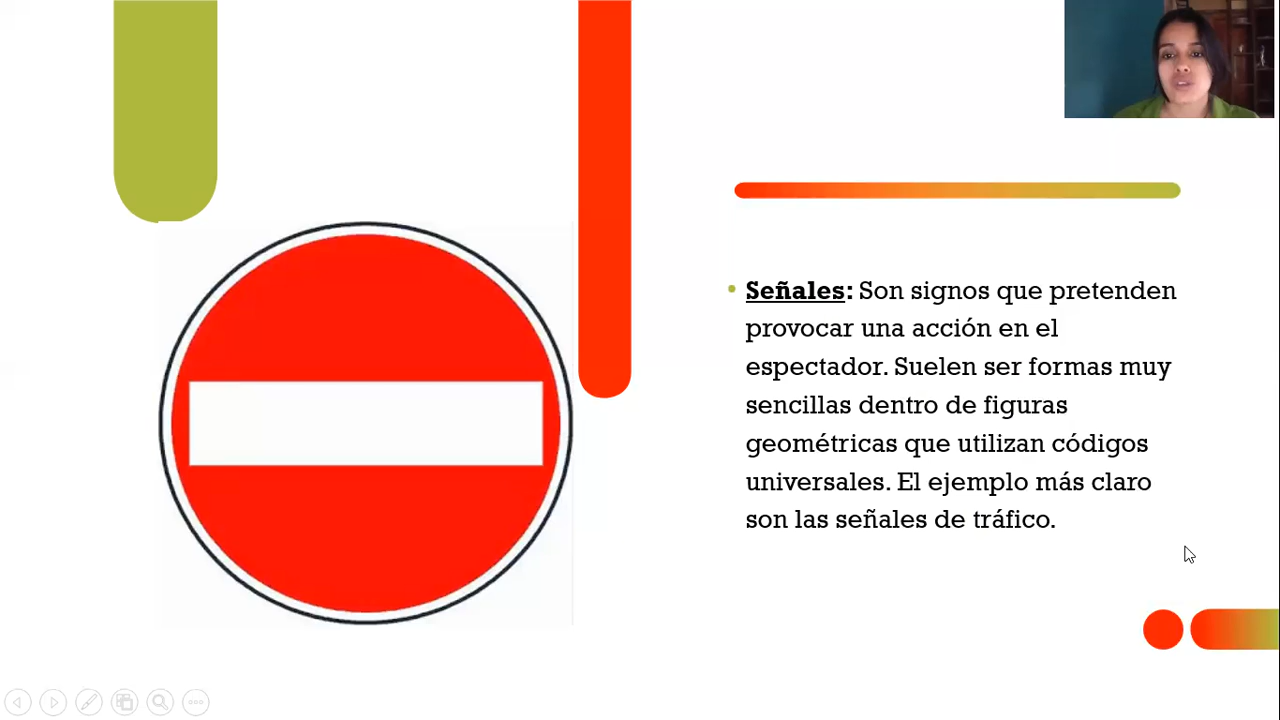 Señales: Son signos que pretenden
provocar una acción en el
espectador. Suelen ser formas muy
sencillas dentro de figuras
geométricas que utilizan códigos
universales. El ejemplo más claro
son las señales de tráfico.